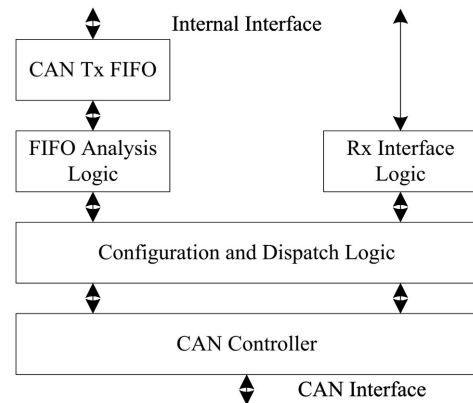 Internal Interface
CAN Tx FIFO
FIFO Analysis
Logic
Rx Interface
Logic
Configuration and Dispatch Logic
CAN Controller
CAN Interface